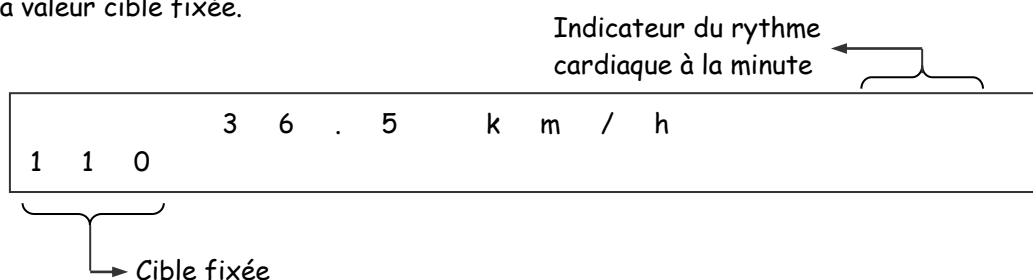 a valeur cible fixée.
Indicateur du rythme
cardiaque à la minute
3 6 . 5 k m / h
1 1 0
Cible fixée